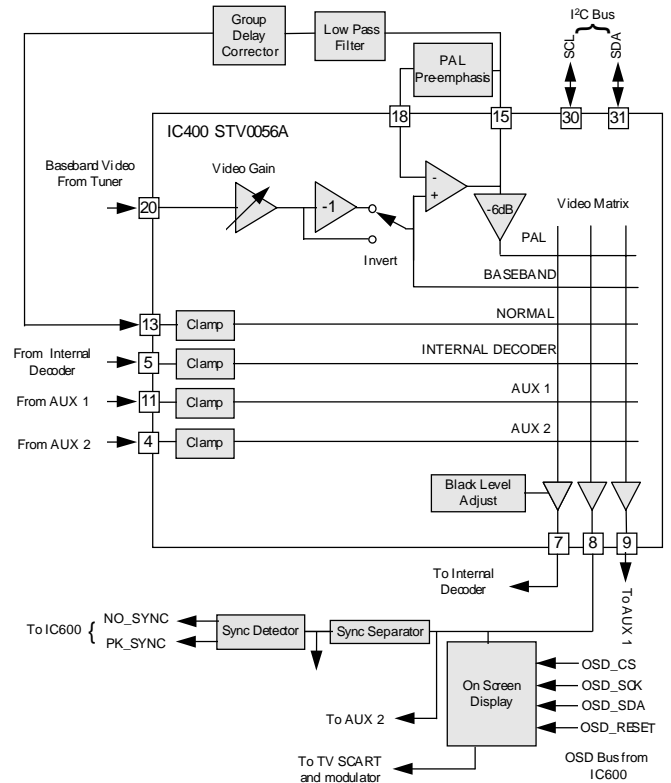 Group
Delay
Corrector
Low Pass
Filter
I²C Bus
SCL
SDA
PAL
Pre-emphasis
18
15
30
31
IC400 STV0056A
Baseband Video
From Tuner
Video Gain
20
-1
-
+
-6dB
Video Matrix
Invert
PAL
BASEBAND
NORMAL
13
Clamp
INTERNAL DECODER
From Internal
Decoder
5
Clamp
AUX 1
From AUX 1
11
Clamp
AUX 2
From AUX 2
4
Clamp
Black Level
Adjust
7
8
9
To Internal
Decoder
To AUX 1
To IC600 {
NO_SYNC
PK_SYNC
Sync Detector
Sync Separator
On Screen
Display
OSD_CS
OSD_SCK
OSD_SDA
OSD_RESET
To AUX 2
To TV SCART
and modulator
OSD Bus from
IC600